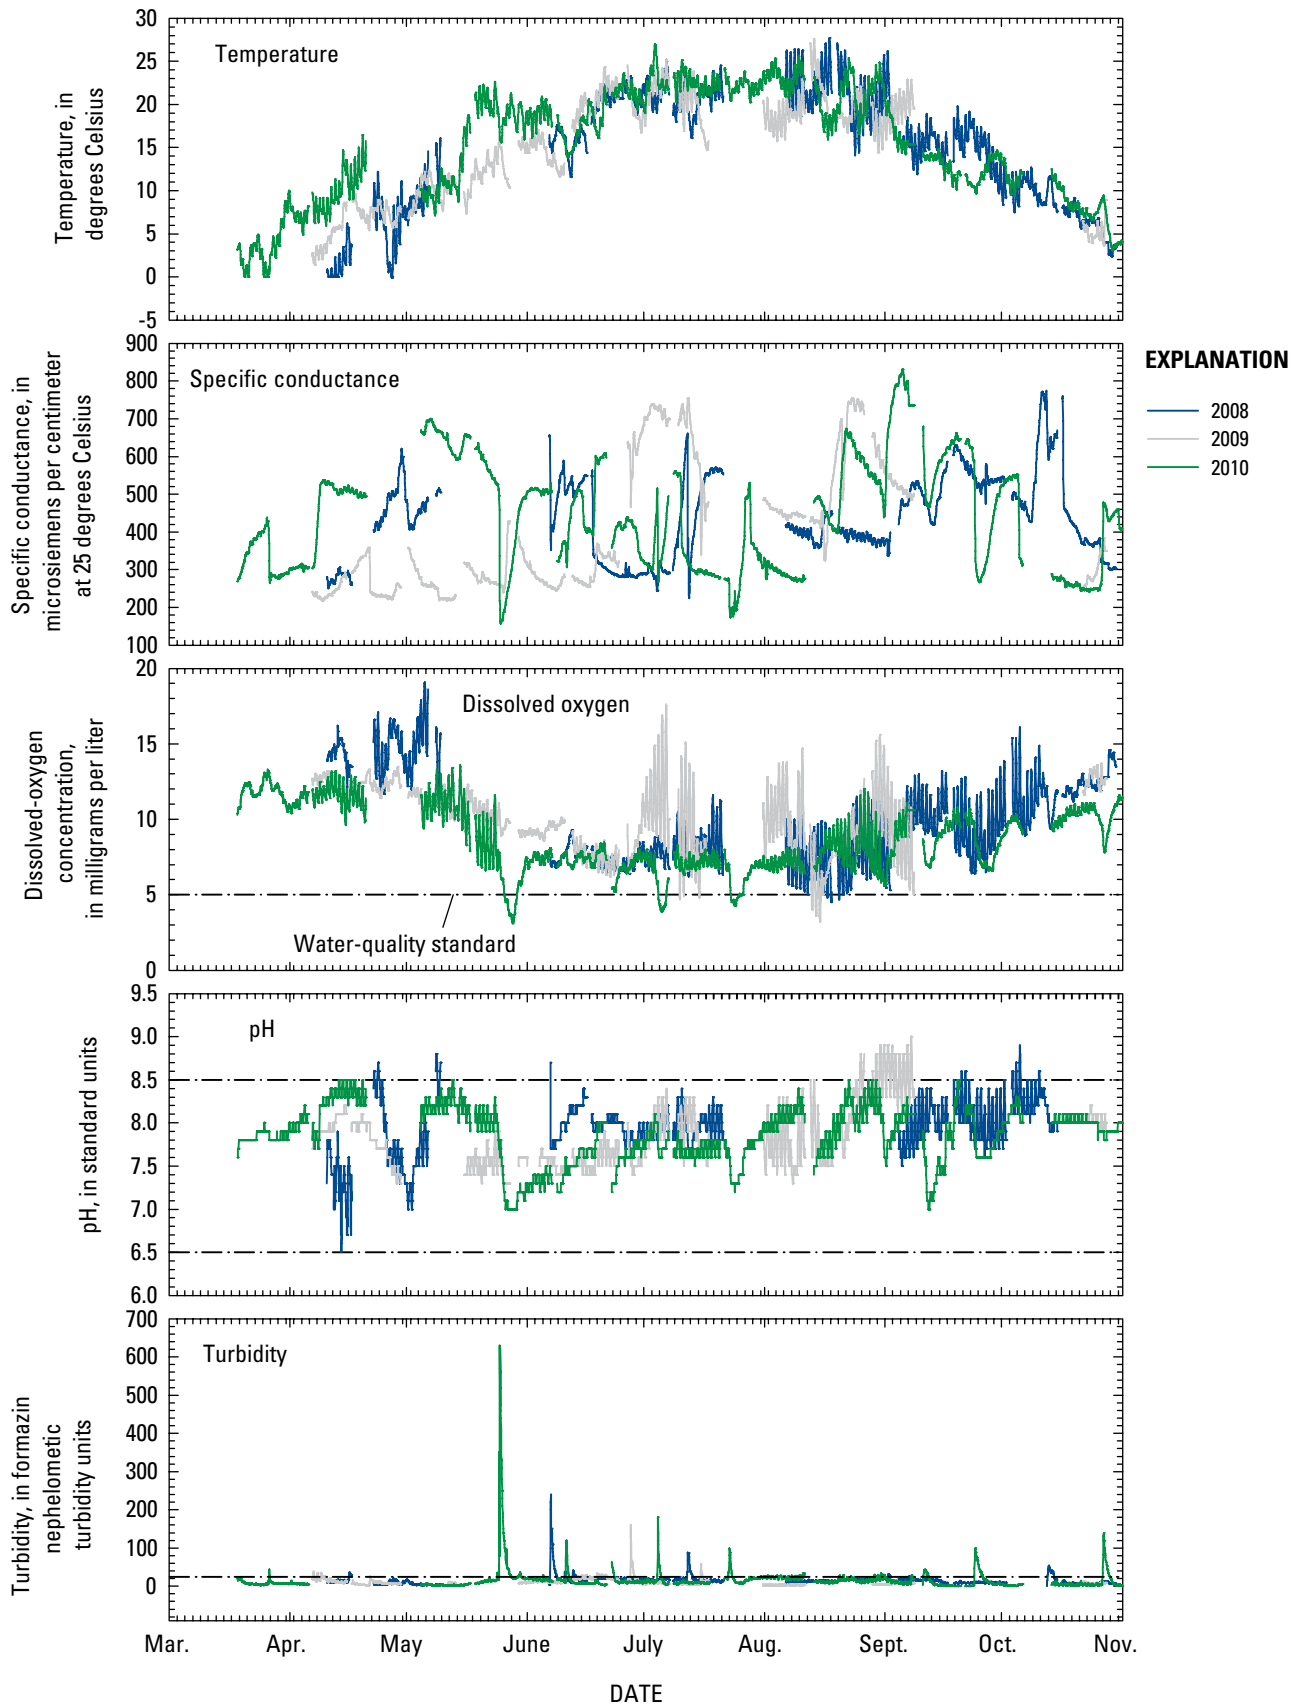 Temperature, in
degrees Celsius
30
25
20
15
10
5
0
-5
Temperature
Specific conductance, in
microsiemens per centimeter
at 25 degrees Celsius
900
800
700
600
500
400
300
200
100
Specific conductance
EXPLANATION
2008
2009
2010
Dissolved-oxygen
concentration,
in milligrams per liter
20
15
10
5
0
Dissolved oxygen
Water-quality standard
pH, in standard units
9.5
9.0
8.5
8.0
7.5
7.0
6.5
6.0
pH
Turbidity, in formazin
nephelometic
turbidity units
700
600
500
400
300
200
100
0
Turbidity
Mar. Apr. May June July Aug. Sept. Oct. Nov.
DATE